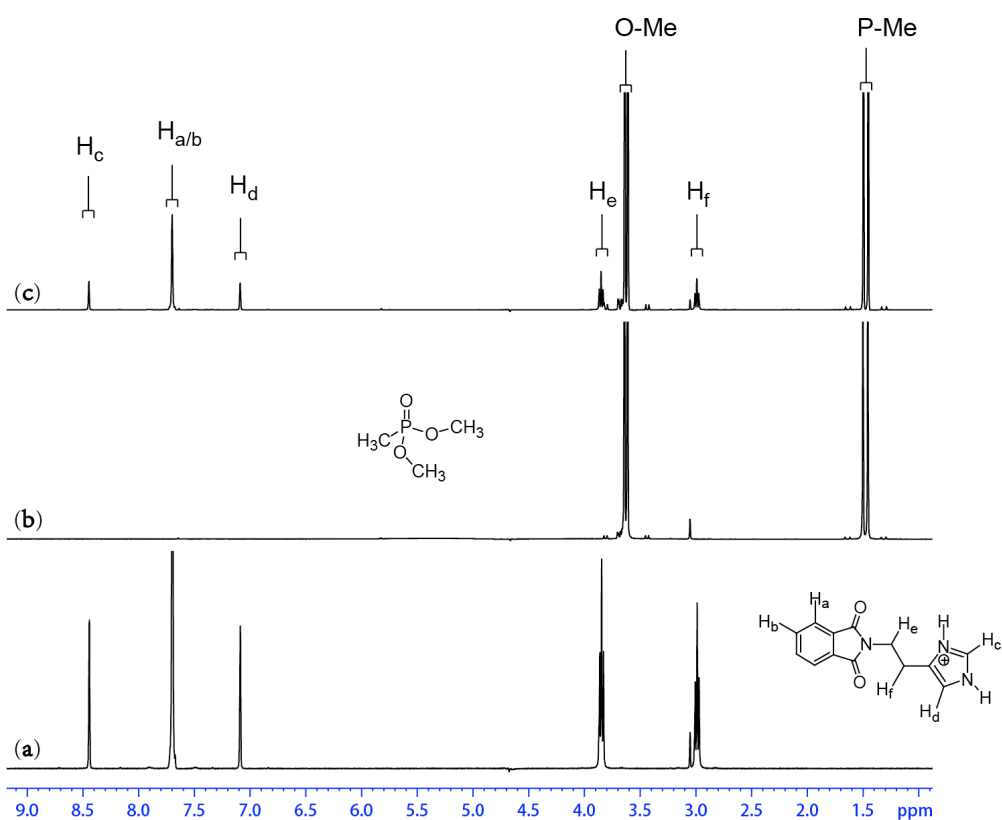 O-Me
P-Me
Hc
Ha/b
Hd
He
Hf
(c)
O
P
H3C
O
CH3
O
CH3
(b)
Ha
Hb
O
N
O
He
Hf
H
N
⊕
Hc
N
H
Hd
(a)
9.0 8.5 8.0 7.5 7.0 6.5 6.0 5.5 5.0 4.5 4.0 3.5 3.0 2.5 2.0 1.5 ppm